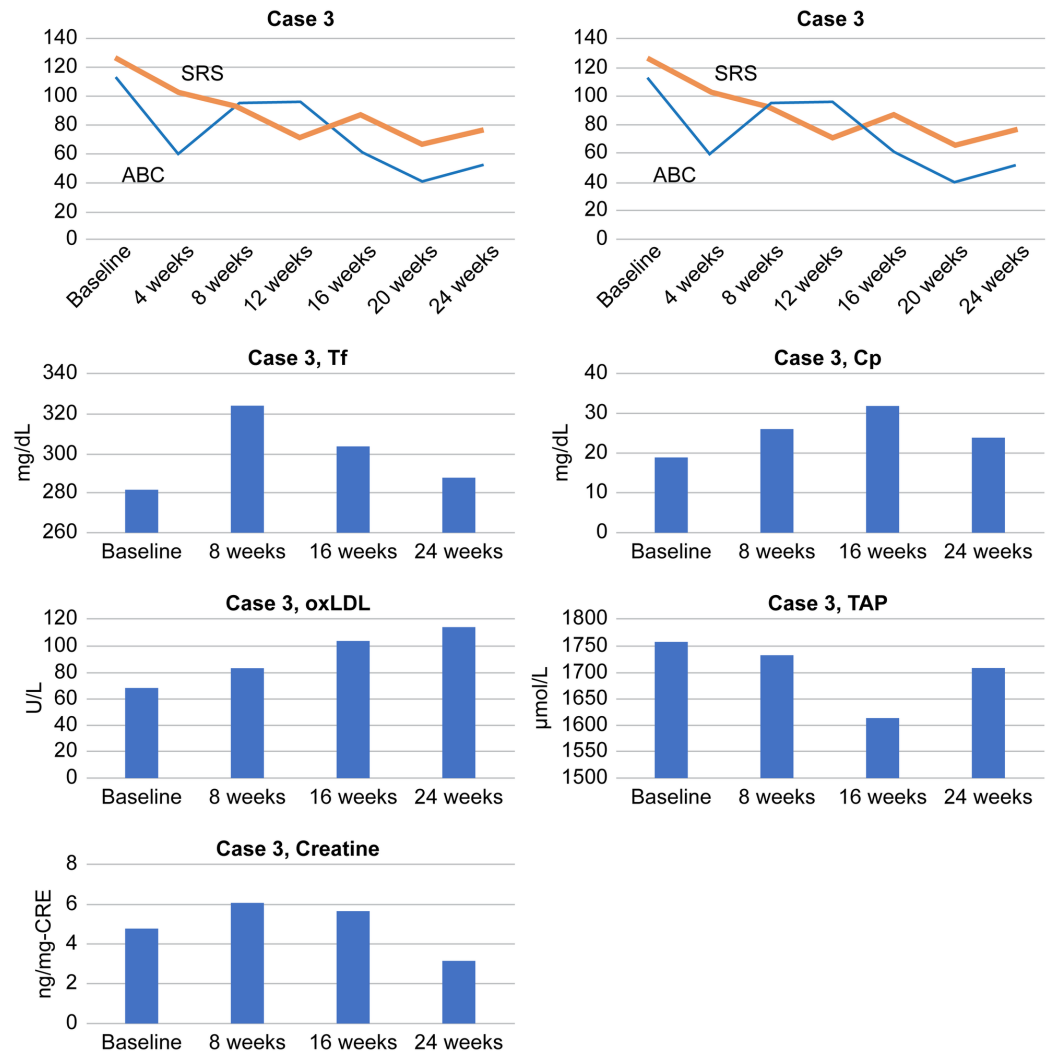 Case 3
140
120
100
80
60
40
20
0
SRS
ABC
Baseline
4 weeks
8 weeks
12 weeks
16 weeks
20 weeks
24 weeks
Case 3
140
120
100
80
60
40
20
0
SRS
ABC
Baseline
4 weeks
8 weeks
12 weeks
16 weeks
20 weeks
24 weeks
Case 3, Tf
mg/dL
340
320
300
280
260
Baseline 8 weeks 16 weeks 24 weeks
Case 3, Cp
mg/dL
40
30
20
10
0
Baseline 8 weeks 16 weeks 24 weeks
Case 3, oxLDL
U/L
120
100
80
60
40
20
0
Baseline 8 weeks 16 weeks 24 weeks
Case 3, TAP
μmol/L
1800
1750
1700
1650
1600
1550
1500
Baseline 8 weeks 16 weeks 24 weeks
Case 3, Creatine
ng/mg-CRE
8
6
4
2
0
Baseline 8 weeks 16 weeks 24 weeks